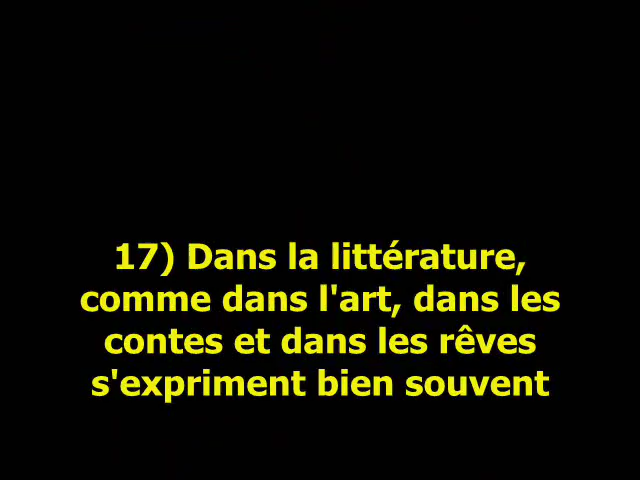 17) Dans la littérature,
comme dans l'art, dans les
contes et dans les rêves
s'expriment bien souvent